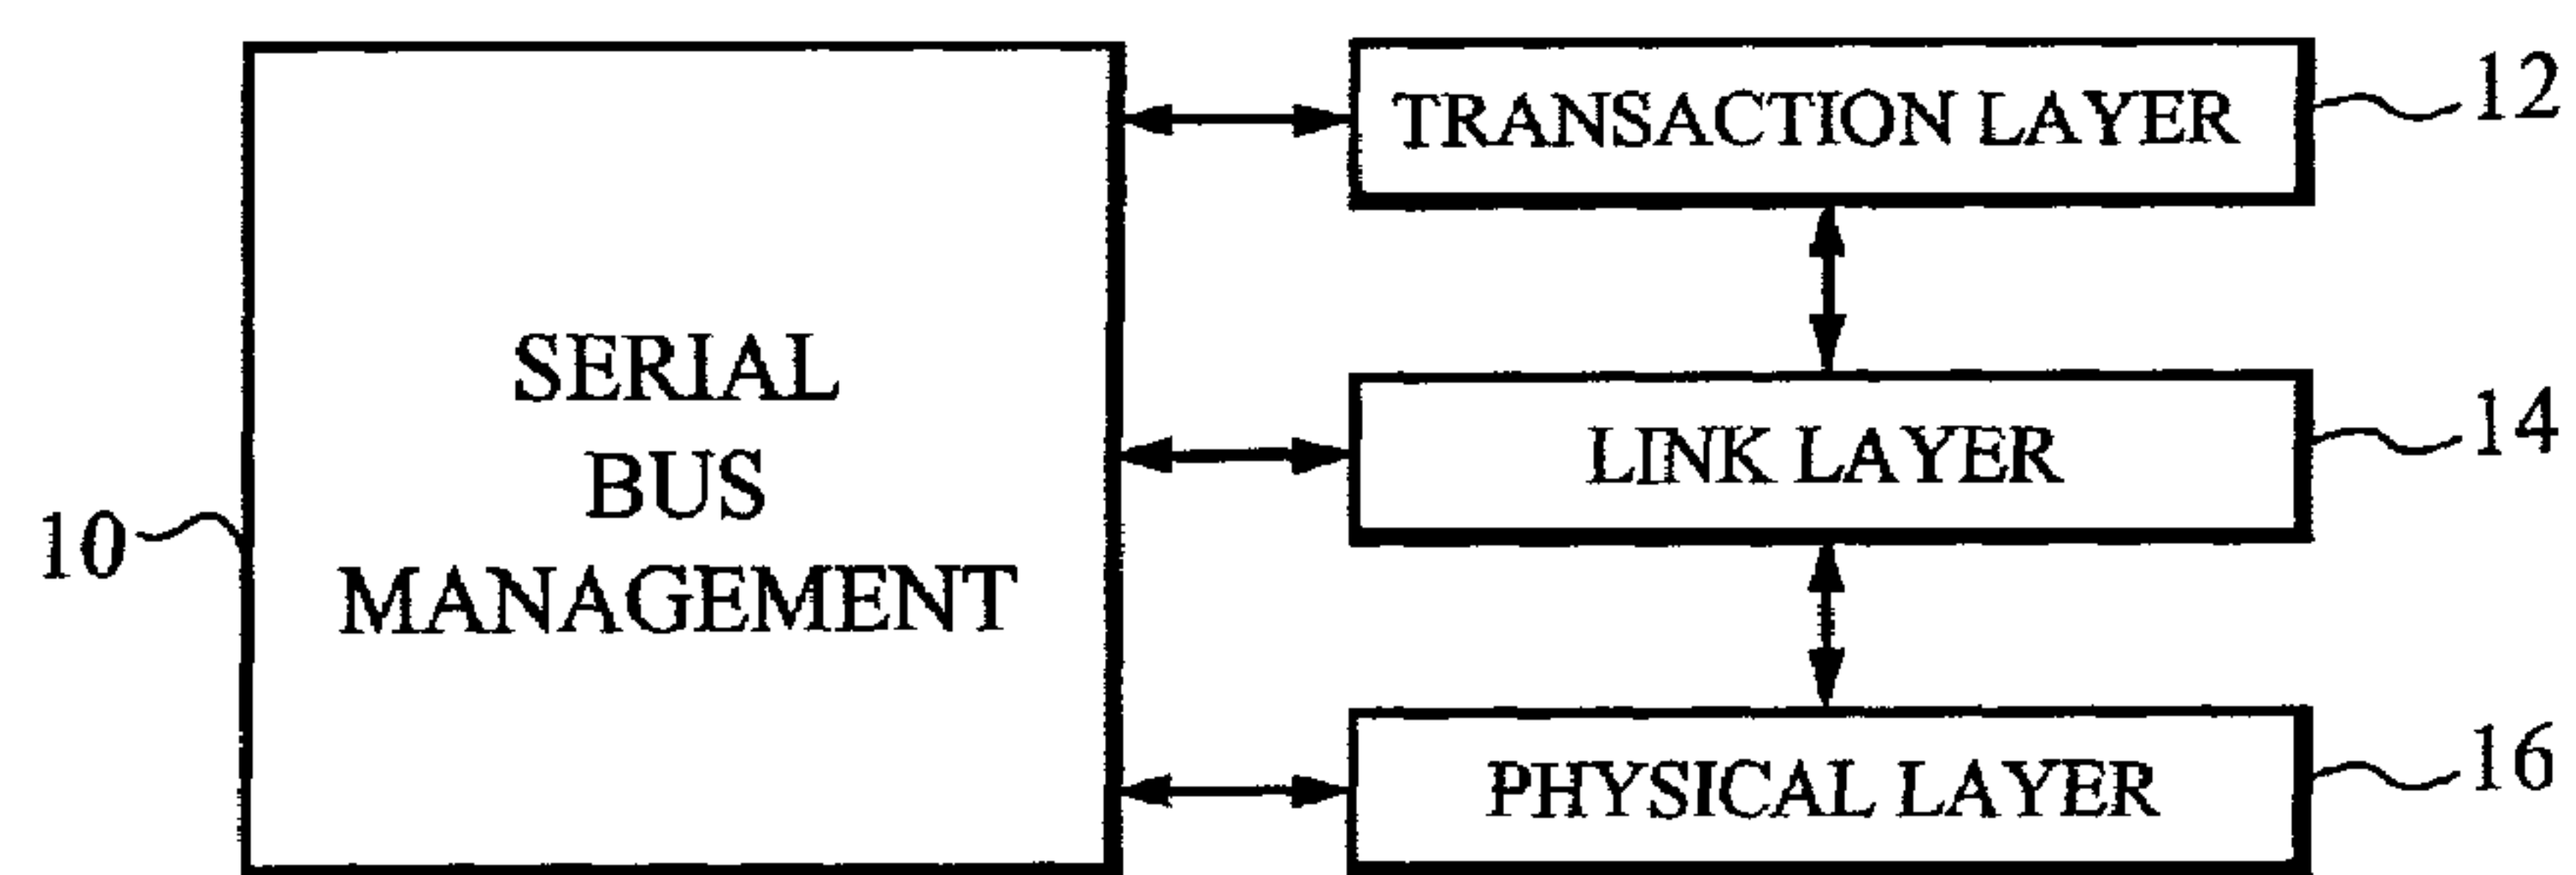 TRANSACTION LAYER
12
SERIAL
BUS
MANAGEMENT
10
LINK LAYER
14
PHYSICAL LAYER
16